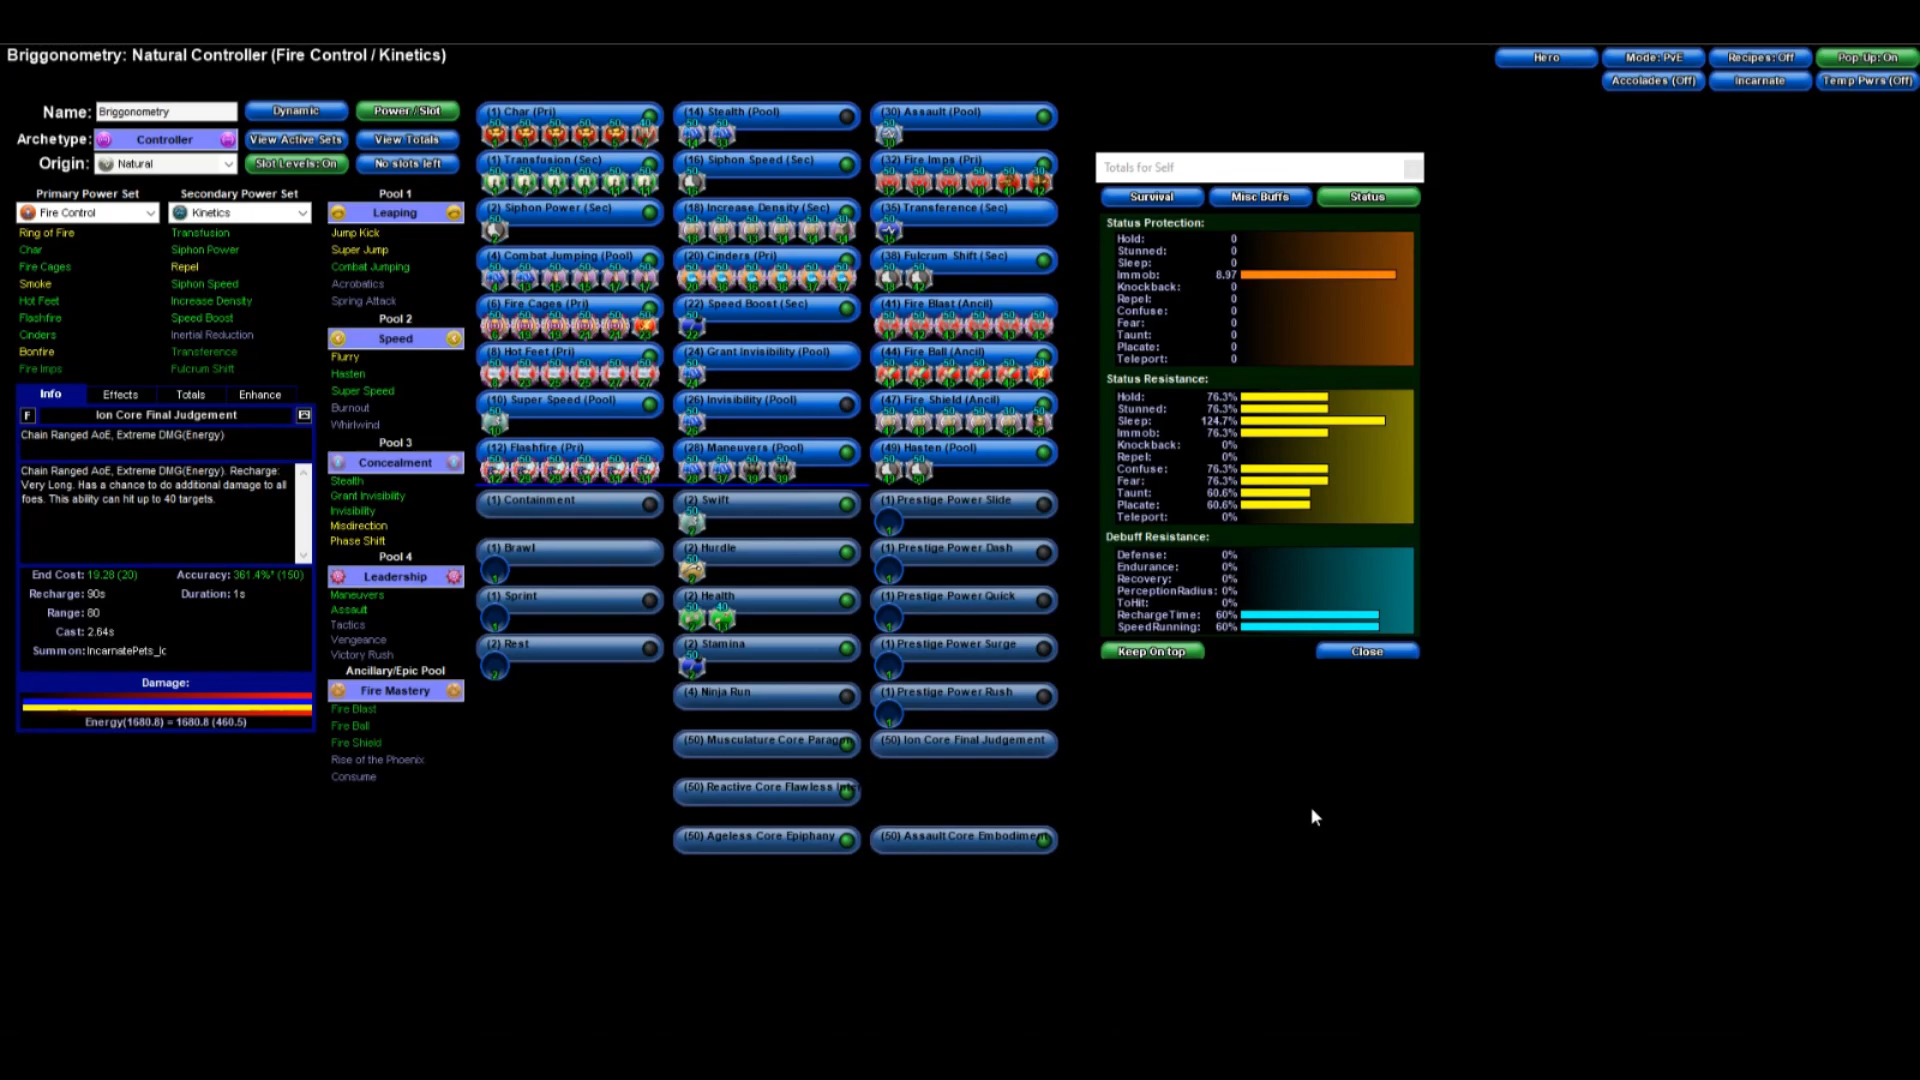 Briggonometry: Natural Controller (Fire Control / Kinetics)
Hero
Mode: PvE
Recipes: Off
Pop-Up: On
Accolades (Off)
Incarnate
Temp Pwrs (Off)
Name: Briggonometry
Dynamic
Power / Slot
Archetype: Controller
View Active Sets
View Totals
Origin: Natural
Slot Levels: On
No slots left
Primary Power Set
Fire Control
Ring of Fire
Char
Fire Cages
Smoke
Hot Feet
Flashfire
Cinders
Bonfire
Fire Imps
Secondary Power Set
Kinetics
Transfusion
Siphon Power
Repel
Siphon Speed
Increase Density
Speed Boost
Inertial Reduction
Transference
Fulcrum Shift
Pool 1
Leaping
Jump Kick
Super Jump
Combat Jumping
Acrobatics
Spring Attack
Pool 2
Speed
Flurry
Hasten
Super Speed
Burnout
Whirlwind
Pool 3
Concealment
Stealth
Grant Invisibility
Invisibility
Misdirection
Phase Shift
Pool 4
Leadership
Maneuvers
Assault
Tactics
Vengeance
Victory Rush
Ancillary/Epic Pool
Fire Mastery
Fire Blast
Fire Ball
Fire Shield
Rise of the Phoenix
Consume
Info
Effects
Totals
Enhance
F
Ion Core Final Judgement
Chain Ranged AoE, Extreme DMG(Energy)
Chain Ranged AoE, Extreme DMG(Energy). Recharge:
Very Long. Has a chance to do additional damage to all
foes. This ability can hit up to 40 targets.
End Cost: 19.28 (20)
Accuracy: 361.4%* (150)
Recharge: 90s
Duration: 1s
Range: 80
Cast: 2.64s
Summon: IncarnatePets_Ic
Damage:
Energy(1680.8) = 1680.8 (460.5)
(1) Char (Pri)
(1) Transfusion (Sec)
(2) Siphon Power (Sec)
(4) Combat Jumping (Pool)
(6) Fire Cages (Pri)
(8) Hot Feet (Pri)
(10) Super Speed (Pool)
(12) Flashfire (Pri)
(1) Containment
(1) Brawl
(1) Sprint
(2) Rest
(14) Stealth (Pool)
(16) Siphon Speed (Sec)
(18) Increase Density (Sec)
(20) Cinders (Pri)
(22) Speed Boost (Sec)
(24) Grant Invisibility (Pool)
(26) Invisibility (Pool)
(28) Maneuvers (Pool)
(2) Swift
(2) Hurdle
(2) Health
(2) Stamina
(4) Ninja Run
(50) Musculature Core Parago
(50) Reactive Core Flawless Inte
(50) Ageless Core Epiphany
(30) Assault (Pool)
(32) Fire Imps (Pri)
(35) Transference (Sec)
(38) Fulcrum Shift (Sec)
(41) Fire Blast (Ancil)
(44) Fire Ball (Ancil)
(47) Fire Shield (Ancil)
(49) Hasten (Pool)
(1) Prestige Power Slide
(1) Prestige Power Dash
(1) Prestige Power Quick
(1) Prestige Power Surge
(1) Prestige Power Rush
(50) Ion Core Final Judgement
(50) Assault Core Embodimen
Totals for Self
Survival
Misc Buffs
Status
Status Protection:
Hold: 0
Stunned: 0
Sleep: 0
Immob: 8.97
Knockback: 0
Repel: 0
Confuse: 0
Fear: 0
Taunt: 0
Placate: 0
Teleport: 0
Status Resistance:
Hold: 76.3%
Stunned: 76.3%
Sleep: 124.7%
Immob: 76.3%
Knockback: 0%
Repel: 0%
Confuse: 76.3%
Fear: 76.3%
Taunt: 60.6%
Placate: 60.6%
Teleport: 0%
Debuff Resistance:
Defense: 0%
Endurance: 0%
Recovery: 0%
PerceptionRadius: 0%
ToHit: 0%
RechargeTime: 60%
SpeedRunning: 60%
Keep On top
Close